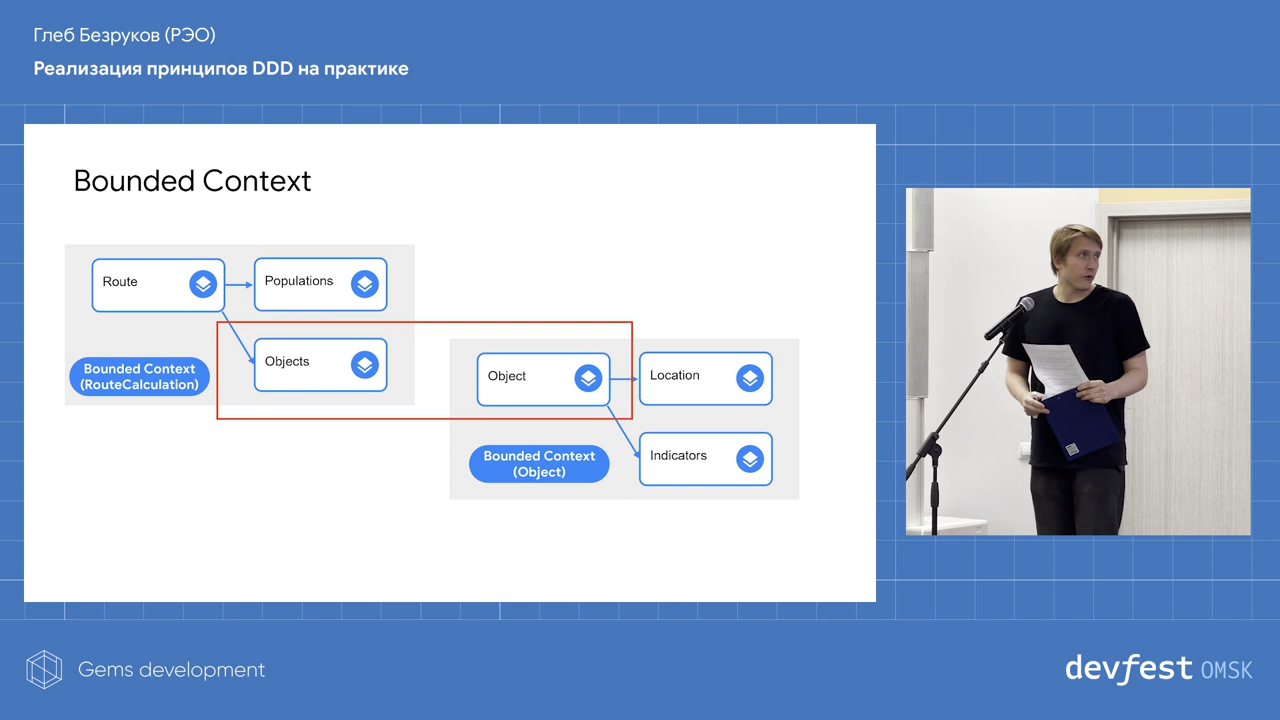 Глеб Безруков (РЭО)
Реализация принципов DDD на практике
Bounded Context
Route
Populations
Objects
Bounded Context
(RouteCalculation)
Object
Location
Indicators
Bounded Context
(Object)
Gems development
devfest OMSK